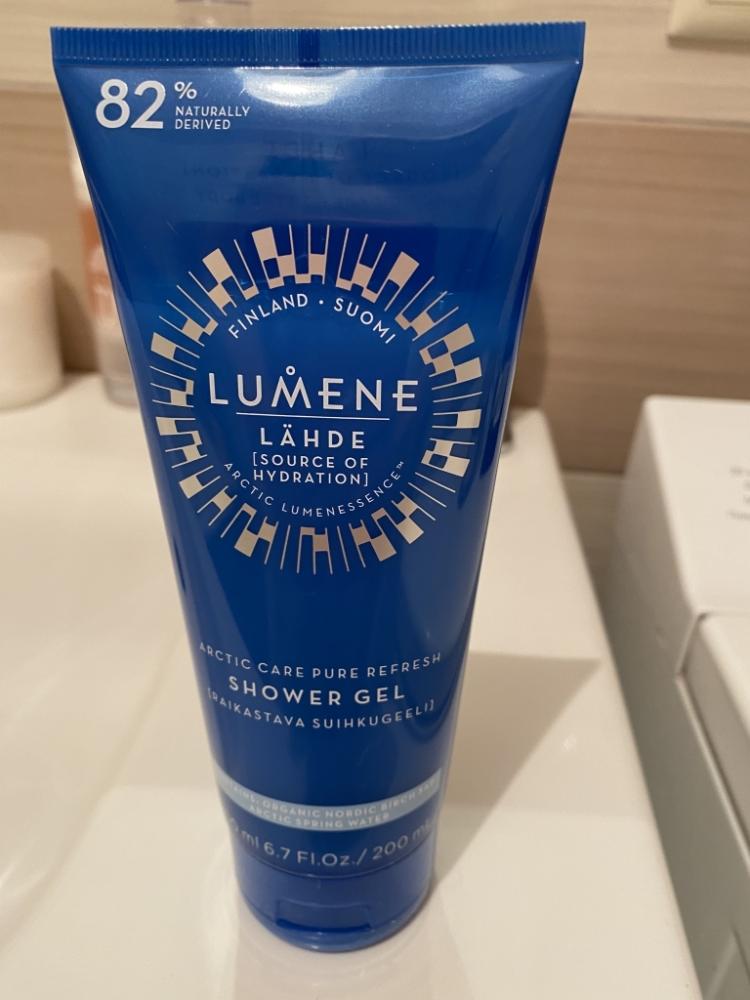 82%
NATURALLY
DERIVED
FINLAND · SUOMI
LUMENE
LÄHDE
[SOURCE OF
HYDRATION]
ARCTIC LUMENESSENCE™
ARCTIC CARE PURE REFRESH
SHOWER GEL
[RAIKASTAVA SUIHKUGEELI]
ORGANIC NORDIC BIRCH SAP
ARCTIC SPRING WATER
ml 6.7 Fl.Oz./ 200 ml